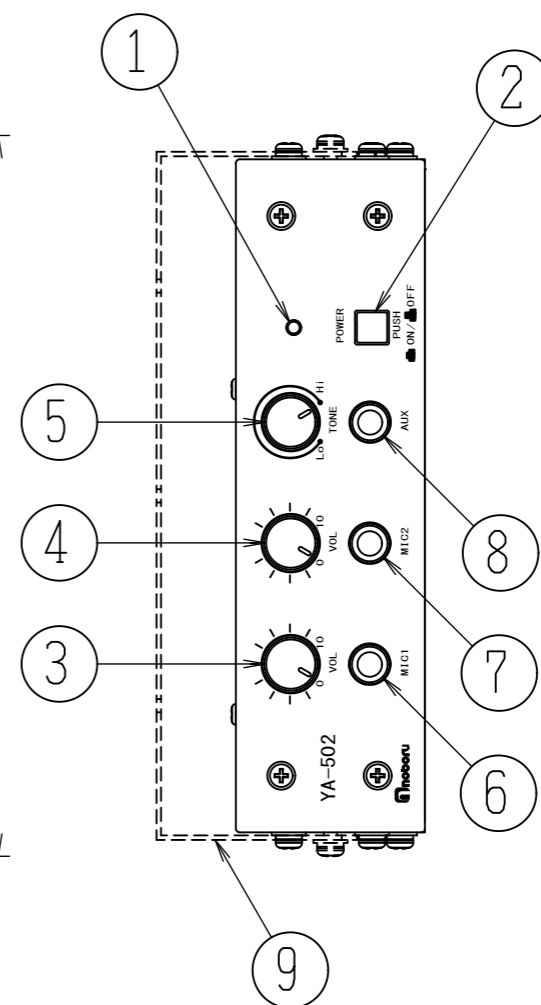 1
2
POWER
PUSH
ON/ OFF
5
Hi
TONE
Lo
AUX
4
10
VOL
0
MIC2
8
3
10
VOL
0
MIC1
7
YA-502
noboru
6
9